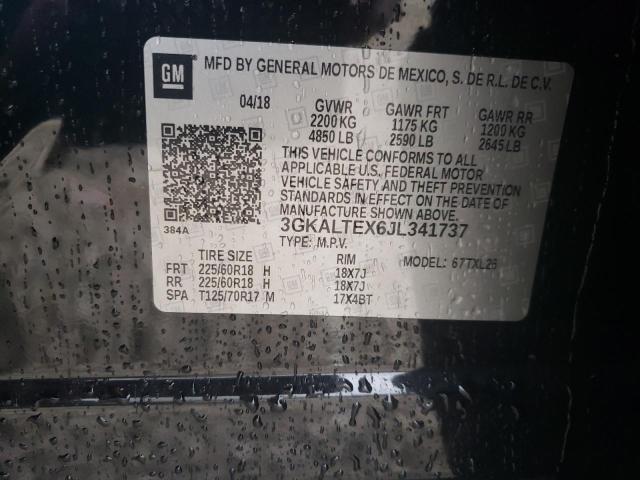 GM
MFD BY GENERAL MOTORS DE MEXICO, S. DE R.L. DE C.V.
04/18 GVWR GAWR FRT GAWR RR
2200 KG 1175 KG 1200 KG
4850 LB 2590 LB 2645 LB
THIS VEHICLE CONFORMS TO ALL
APPLICABLE U.S. FEDERAL MOTOR
VEHICLE SAFETY AND THEFT PREVENTION
STANDARDS IN EFFECT ON THE DATE OF
MANUFACTURE SHOWN ABOVE.
384A
3GKALTEX6JL341737
TYPE: M.P.V.
TIRE SIZE RIM MODEL: 67TXL26
FRT 225/60R18 H 18X7J
RR 225/60R18 H 18X7J
SPA T125/70R17 M 17X4BT